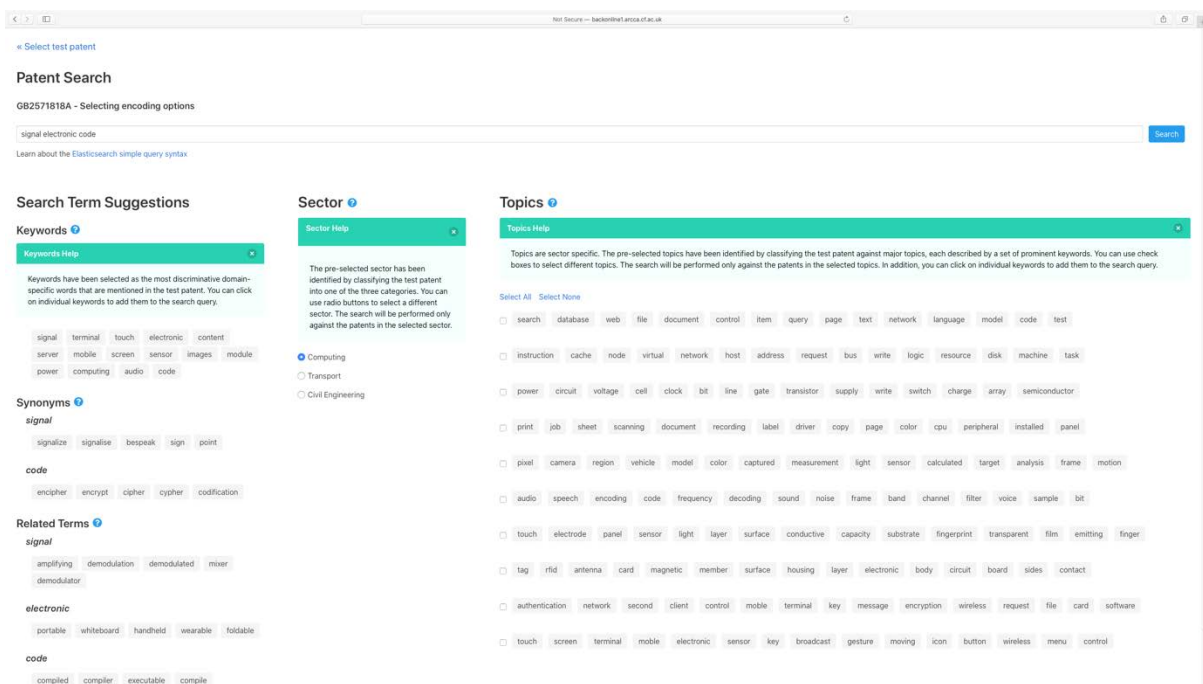 Not Secure — backonline1.arcca.cf.ac.uk
« Select test patent
Patent Search
GB2571818A - Selecting encoding options
signal electronic code
Search
Learn about the Elasticsearch simple query syntax
Search Term Suggestions
Keywords ?
Keywords Help
Keywords have been selected as the most discriminative domain-
specific words that are mentioned in the test patent. You can click
on individual keywords to add them to the search query.
signal terminal touch electronic content
server mobile screen sensor images module
power computing audio code
Synonyms ?
signal
signalize signalise bespeak sign point
code
encipher encrypt cipher cypher codification
Related Terms ?
signal
amplifying demodulation demodulated mixer
demodulator
electronic
portable whiteboard handheld wearable foldable
code
compiled compiler executable compile
Sector ?
Sector Help
The pre-selected sector has been
identified by classifying the test patent
into one of the three categories. You can
use radio buttons to select a different
sector. The search will be performed only
against the patents in the selected sector.
Computing
Transport
Civil Engineering
Topics ?
Topics Help
Topics are sector specific. The pre-selected topics have been identified by classifying the test patent against major topics, each described by a set of prominent keywords. You can use check
boxes to select different topics. The search will be performed only against the patents in the selected topics. In addition, you can click on individual keywords to add them to the search query.
Select All Select None
search database web file document control item query page text network language model code test
instruction cache node virtual network host address request bus write logic resource disk machine task
power circuit voltage cell clock bit line gate transistor supply write switch charge array semiconductor
print job sheet scanning document recording label driver copy page color cpu peripheral installed panel
pixel camera region vehicle model color captured measurement light sensor calculated target analysis frame motion
audio speech encoding code frequency decoding sound noise frame band channel filter voice sample bit
touch electrode panel sensor light layer surface conductive capacity substrate fingerprint transparent film emitting finger
tag rfid antenna card magnetic member surface housing layer electronic body circuit board sides contact
authentication network second client control moble terminal key message encryption wireless request file card software
touch screen terminal moble electronic sensor key broadcast gesture moving icon button wireless menu control